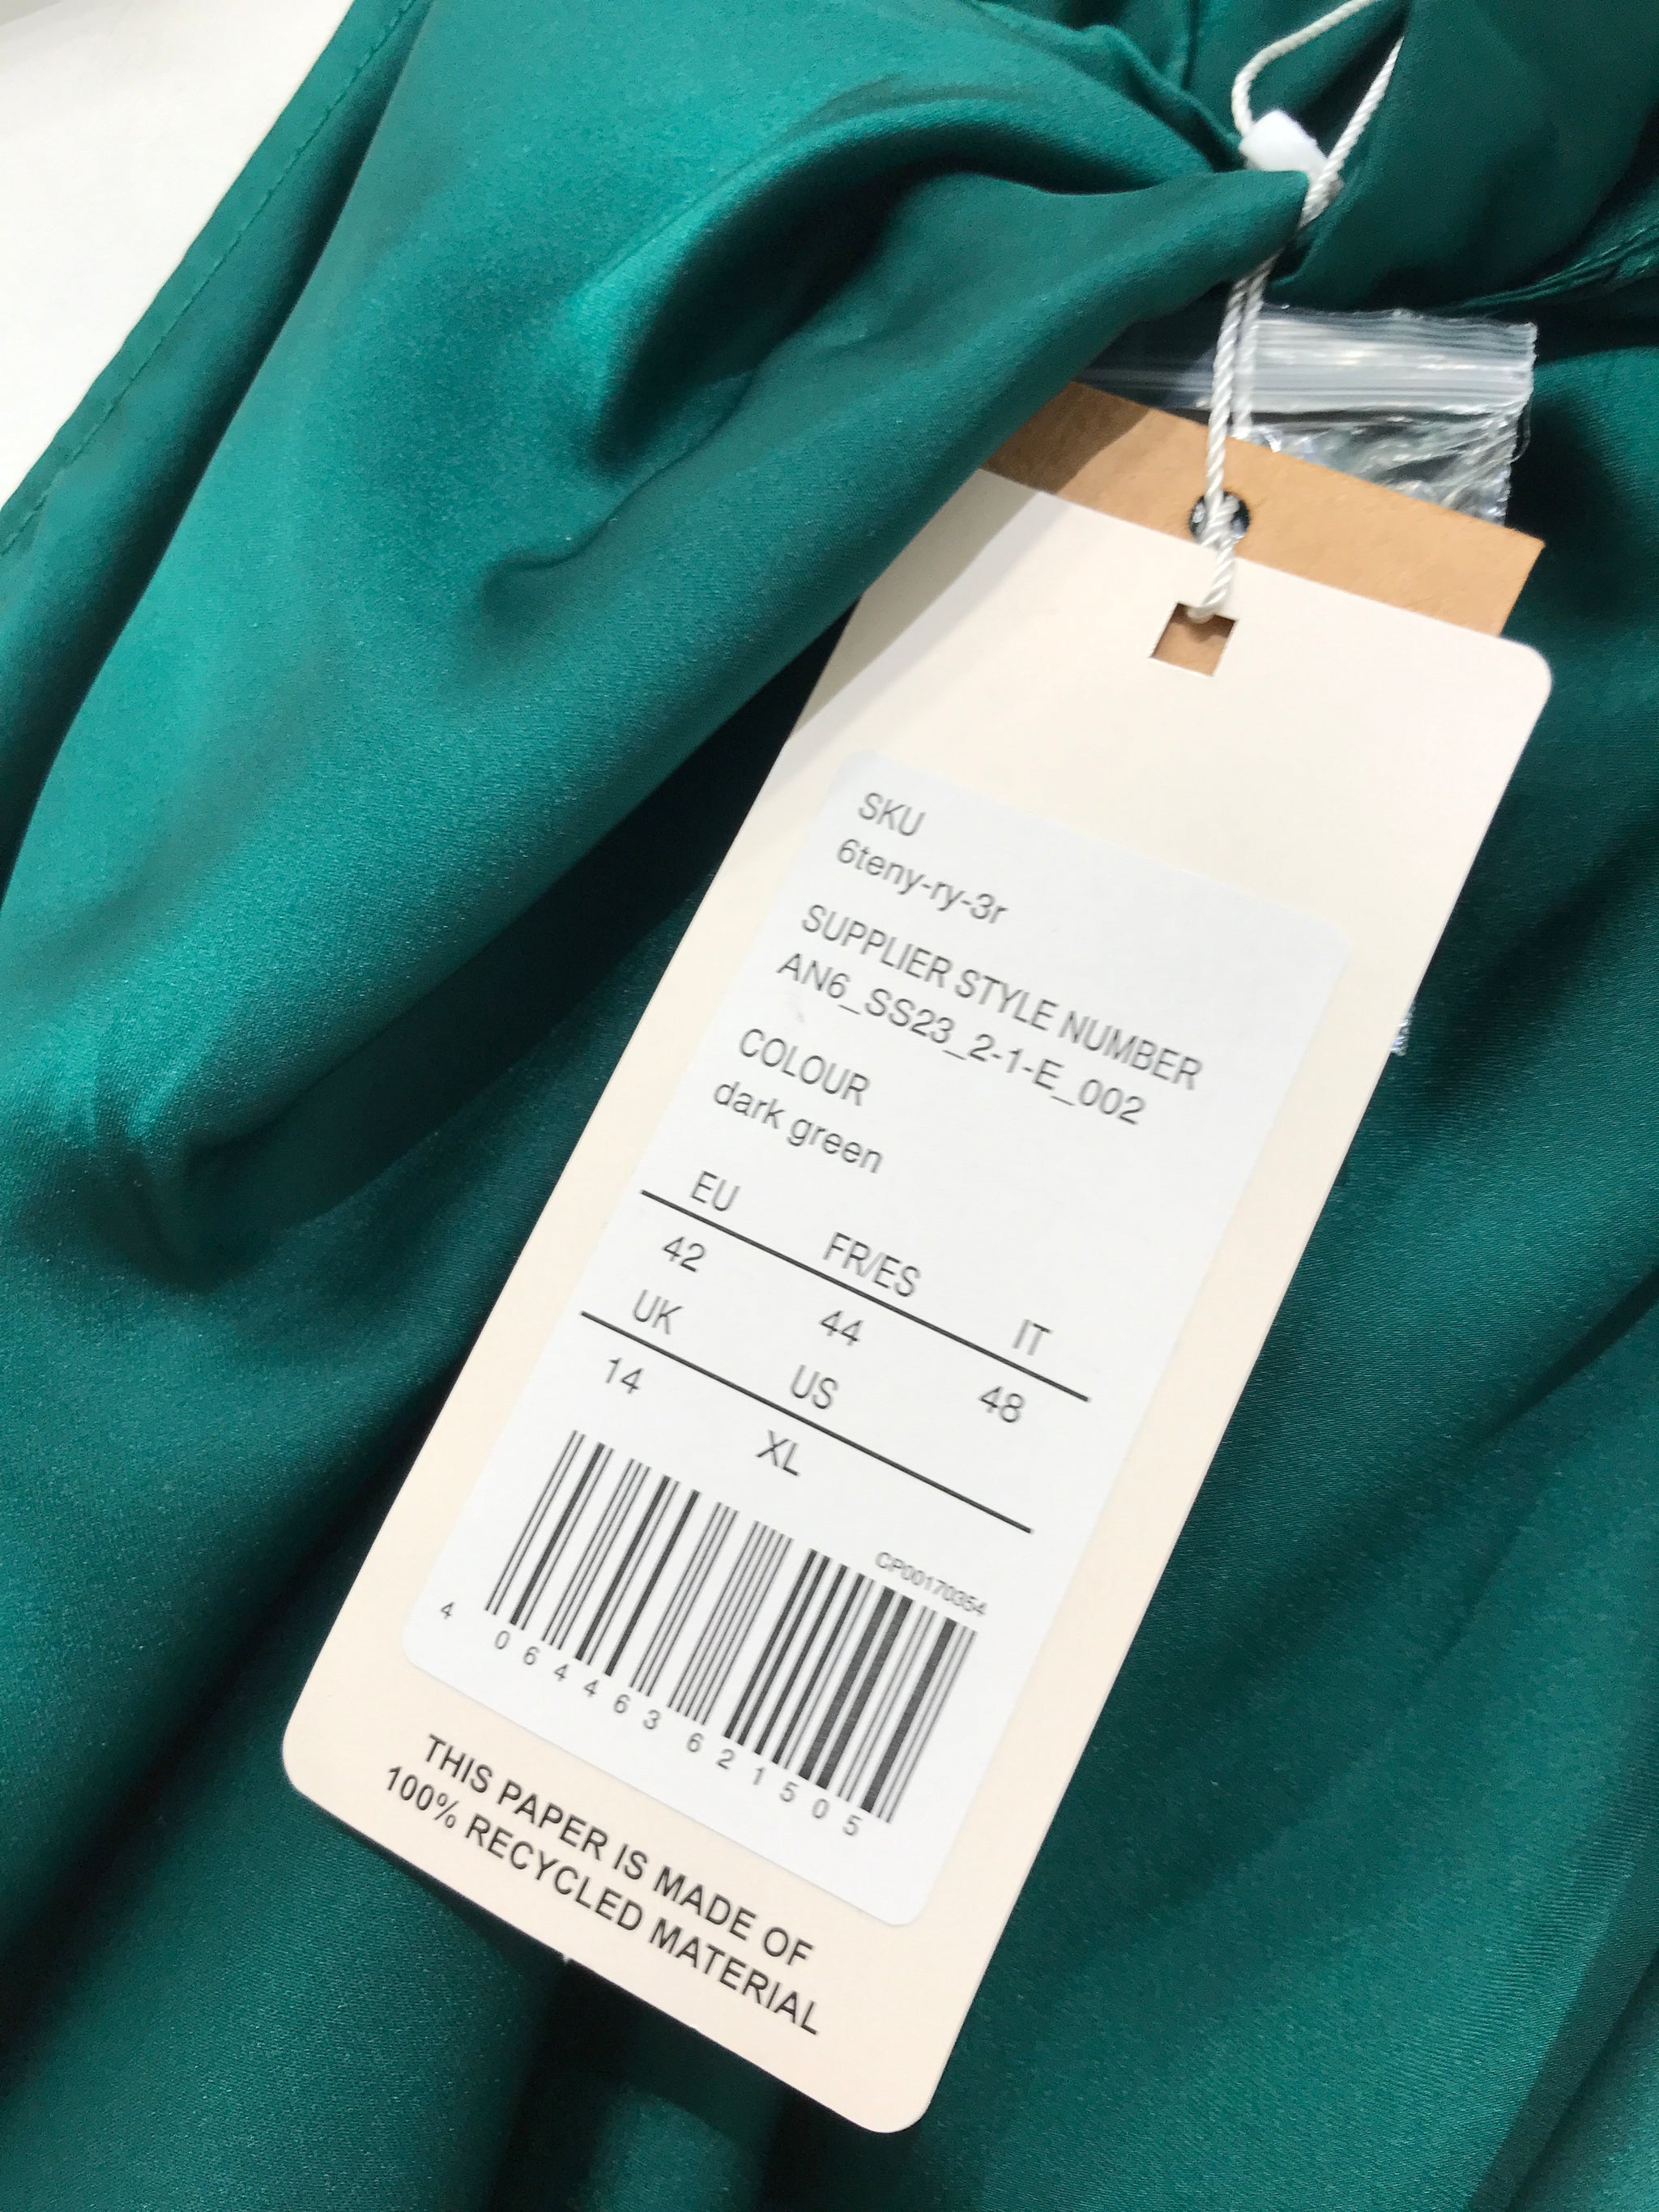 SKU
6teny-ry-3r
SUPPLIER STYLE NUMBER
AN6_SS23_2-1-E_002
COLOUR
dark green
EU FR/ES IT
42 44 48
UK US
14 XL
CP00170354
4 064463 621505
THIS PAPER IS MADE OF
100% RECYCLED MATERIAL